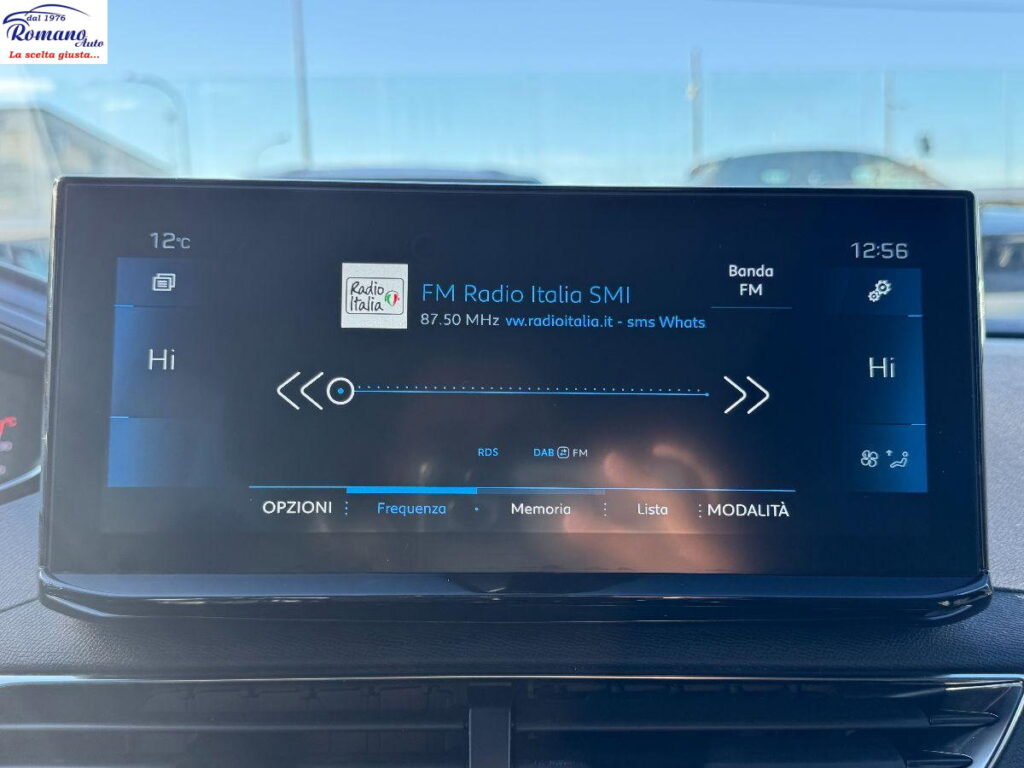 dal 1976
Romano
Auto
La scelta giusta...
12°C
12:56
Radio
Italia
FM Radio Italia SMI
Banda
FM
87.50 MHz vw.radioitalia.it - sms Whats
Hi
Hi
RDS
DAB FM
OPZIONI
Frequenza
Memoria
Lista
MODALITÀ